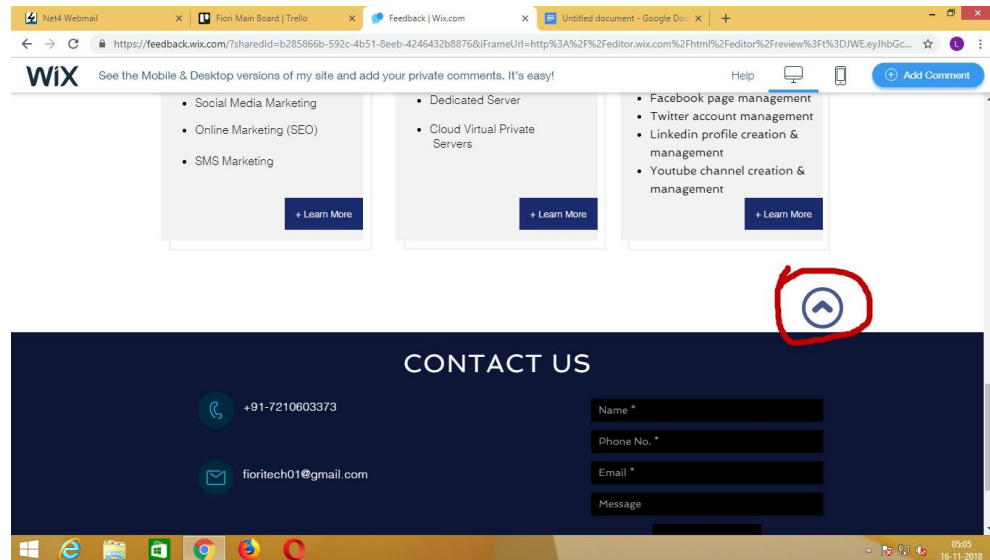 Net4 Webmail
Fiori Main Board | Trello
Feedback | Wix.com
Untitled document - Google Doc
https://feedback.wix.com/?sharedId=b285866b-592c-4b51-8eeb-4246432b8876&iFrameUrl=http%3A%2F%2Feditor.wix.com%2Fhtml%2Feditor%2Freview%3Ft%3DJWE.eyJhbGc...
L
WiX
See the Mobile & Desktop versions of my site and add your private comments. It's easy!
Help
Add Comment
Social Media Marketing
Online Marketing (SEO)
SMS Marketing
+ Learn More
Dedicated Server
Cloud Virtual Private
Servers
+ Learn More
Facebook page management
Twitter account management
Linkedin profile creation &
management
Youtube channel creation &
management
+ Learn More
CONTACT US
+91-7210603373
fioritech01@gmail.com
Name *
Phone No. *
Email *
Message
05:05
16-11-2018